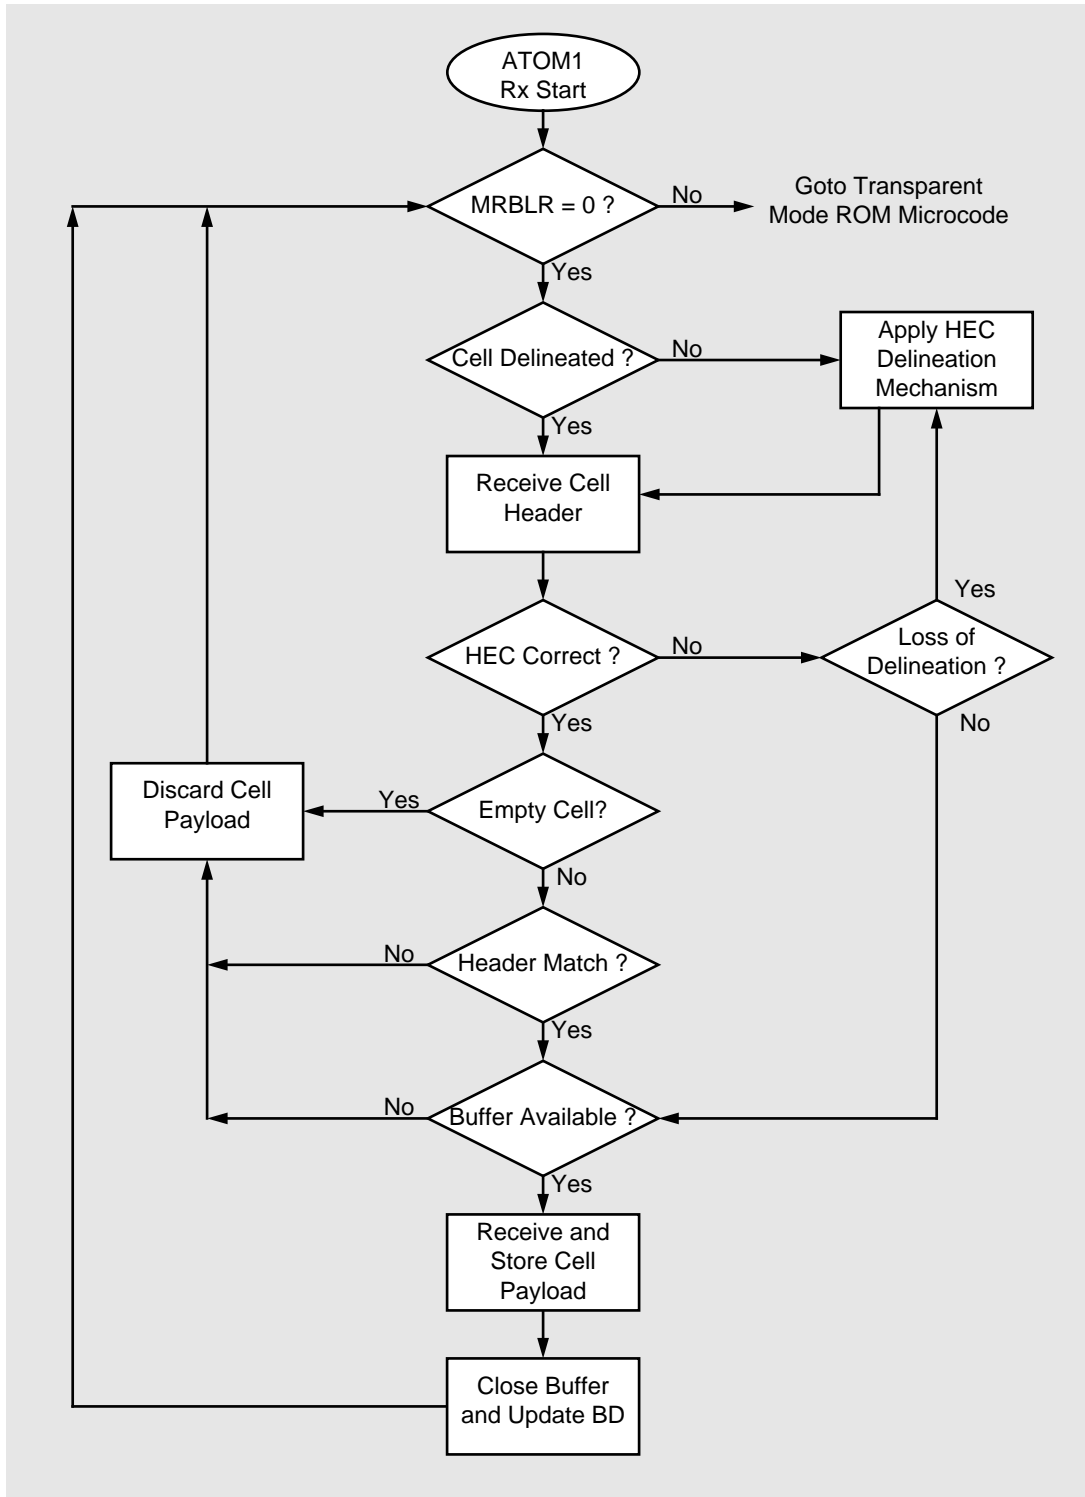 ATOM1
Rx Start
MRBLR = 0 ?
No
Goto Transparent
Mode ROM Microcode
Yes
Cell Delineated ?
No
Apply HEC
Delineation
Mechanism
Yes
Receive Cell
Header
Yes
HEC Correct ?
No
Loss of
Delineation ?
Yes
No
Discard Cell
Payload
Yes
Empty Cell?
No
No
Header Match ?
Yes
No
Buffer Available ?
Yes
Receive and
Store Cell
Payload
Close Buffer
and Update BD